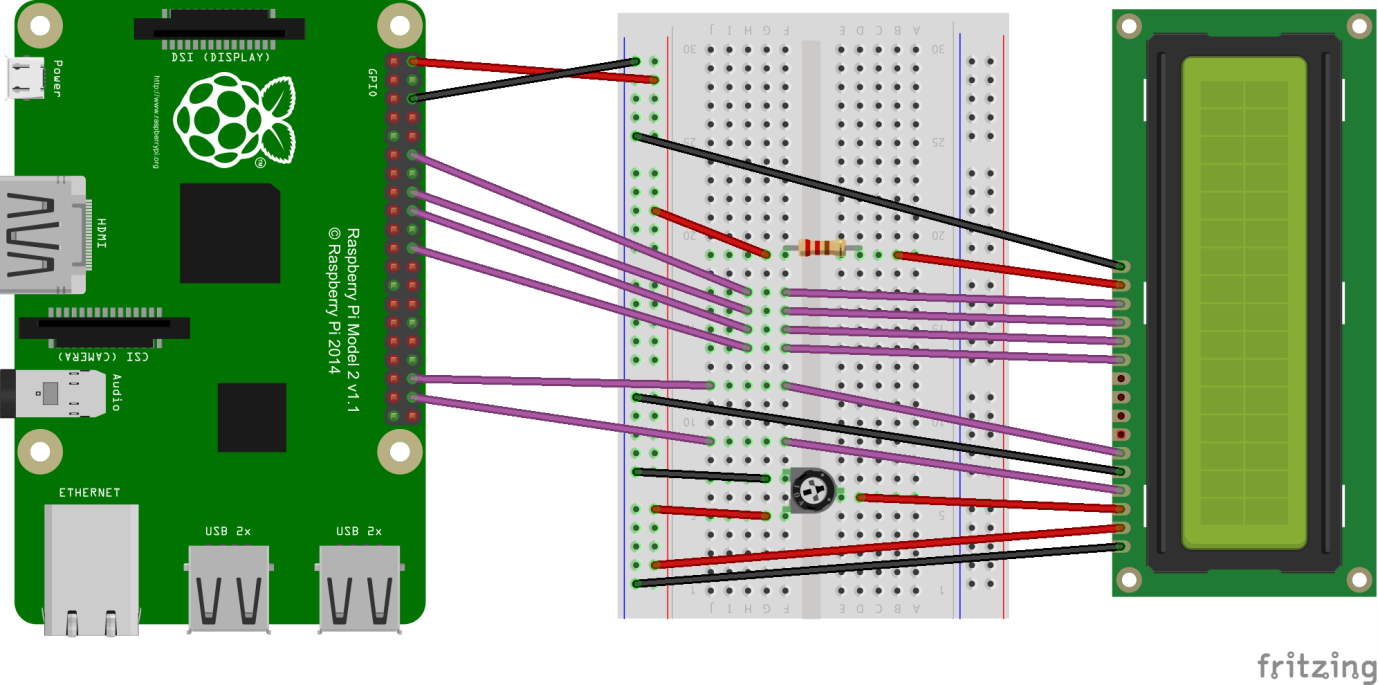 DSI (DISPLAY)
Power
http://www.raspberrypi.org
TM
GPIO
HDMI
Raspberry Pi Model 2 v1.1
© Raspberry Pi 2014
CSI (CAMERA)
Audio
ETHERNET
USB 2x
USB 2x
J I H G F E D C B A
30 30
25 25
20 20
15
10 10
5 5
1 1
J I H G F E D C B A
fritzing